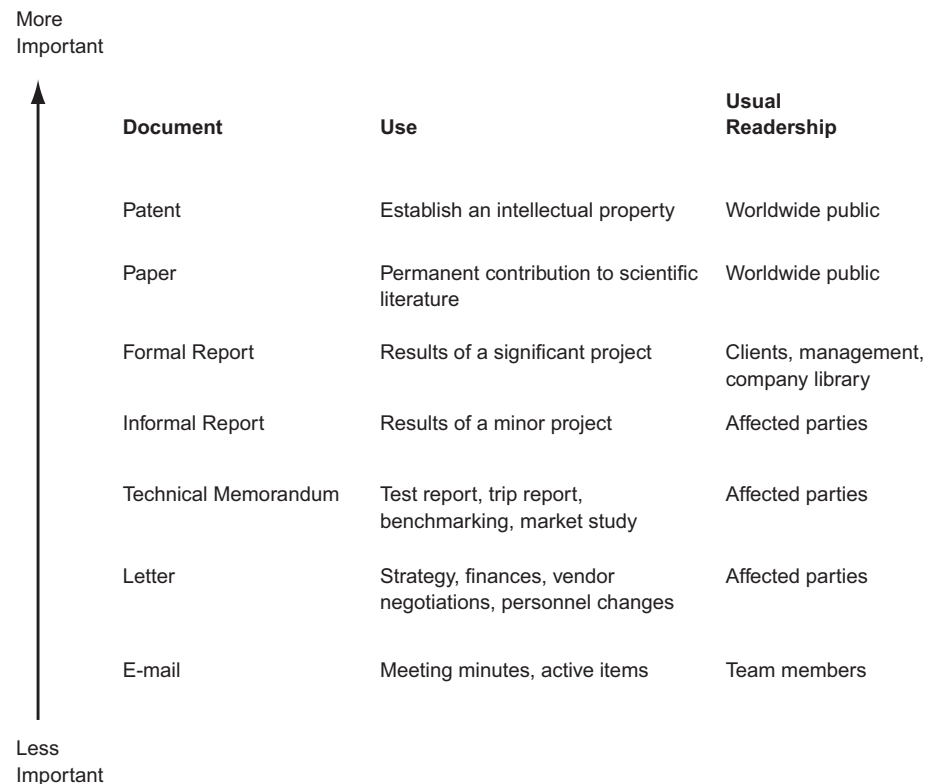 More
Important
Usual
Document Use Readership
Patent Establish an intellectual property Worldwide public
Paper Permanent contribution to scientific Worldwide public
literature
Formal Report Results of a significant project Clients, management,
company library
Informal Report Results of a minor project Affected parties
Technical Memorandum Test report, trip report, Affected parties
benchmarking, market study
Letter Strategy, finances, vendor Affected parties
negotiations, personnel changes
E-mail Meeting minutes, active items Team members
Less
Important